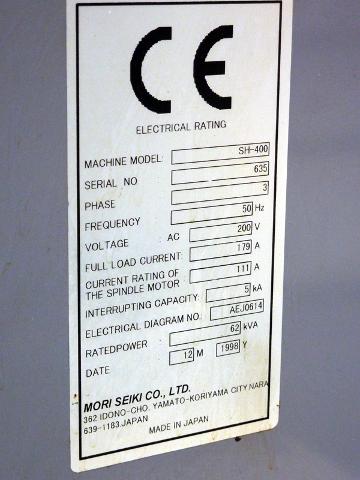 CE
ELECTRICAL RATING
MACHINE MODEL: SH-400
SERIAL NO 635
PHASE 3
FREQUENCY 50 Hz
VOLTAGE : AC 200 V
FULL LOAD CURRENT: 179 A
CURRENT RATING OF
THE SPINDLE MOTOR : 111 A
INTERRUPTING CAPACITY: 5 kA
ELECTRICAL DIAGRAM NO.: AEJ0614
RATEDPOWER : 62 kVA
DATE : 12 M 1998 Y
MORI SEIKI CO., LTD.
362 IDONO-CHO. YAMATO-KORIYAMA CITY NARA
639-1183.JAPAN
MADE IN JAPAN